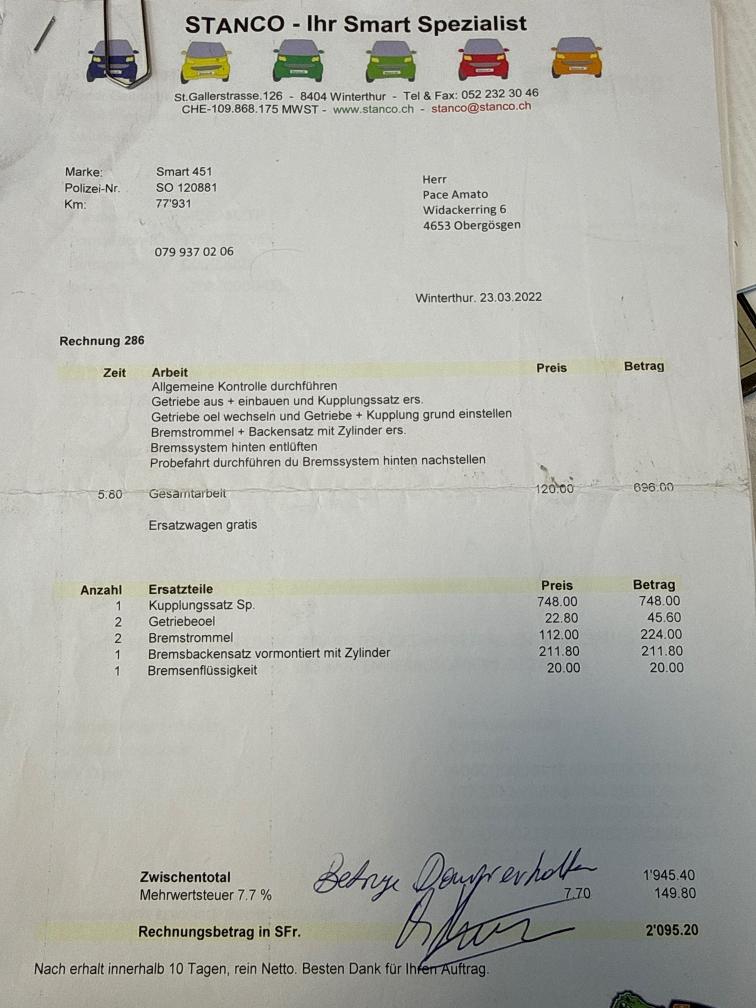 STANCO - Ihr Smart Spezialist
St.Gallerstrasse.126 - 8404 Winterthur - Tel & Fax: 052 232 30 46
CHE-109.868.175 MWST - www.stanco.ch - stanco@stanco.ch
Marke: Smart 451
Polizei-Nr. SO 120881
Km: 77'931
079 937 02 06
Herr
Pace Amato
Widackerring 6
4653 Obergösgen
Winterthur. 23.03.2022
Rechnung 286
Zeit Arbeit Preis Betrag
Allgemeine Kontrolle durchführen
Getriebe aus + einbauen und Kupplungssatz ers.
Getriebe oel wechseln und Getriebe + Kupplung grund einstellen
Bremstrommel + Backensatz mit Zylinder ers.
Bremssystem hinten entlüften
Probefahrt durchführen du Bremssystem hinten nachstellen
5.80 Gesamtarbeit 120.00 696.00
Ersatzwagen gratis
Anzahl Ersatzteile Preis Betrag
1 Kupplungssatz Sp. 748.00 748.00
2 Getriebeoel 22.80 45.60
2 Bremstrommel 112.00 224.00
1 Bremsbackensatz vormontiert mit Zylinder 211.80 211.80
1 Bremsenflüssigkeit 20.00 20.00
Zwischentotal 1'945.40
Mehrwertsteuer 7.7 % 7.70 149.80
Rechnungsbetrag in SFr. 2'095.20
Nach erhalt innerhalb 10 Tagen, rein Netto. Besten Dank für Ihren Auftrag.